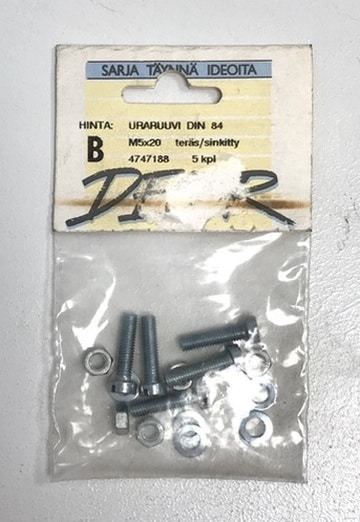 SARJA TÄYNNÄ IDEOITA
HINTA: URARUUVI DIN 84
B M5x20 teräs/sinkitty
4747188 5 kpl